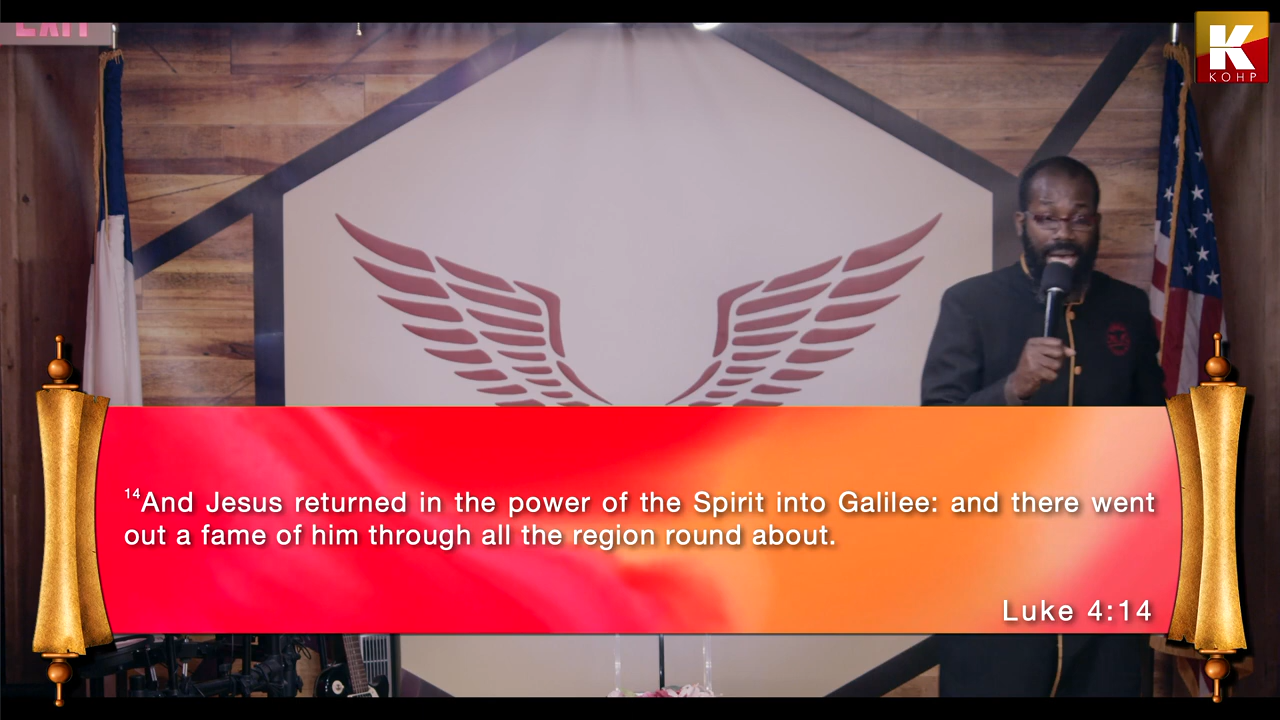 EXIT
K
KOHP
¹⁴And Jesus returned in the power of the Spirit into Galilee: and there went
out a fame of him through all the region round about.
Luke 4:14